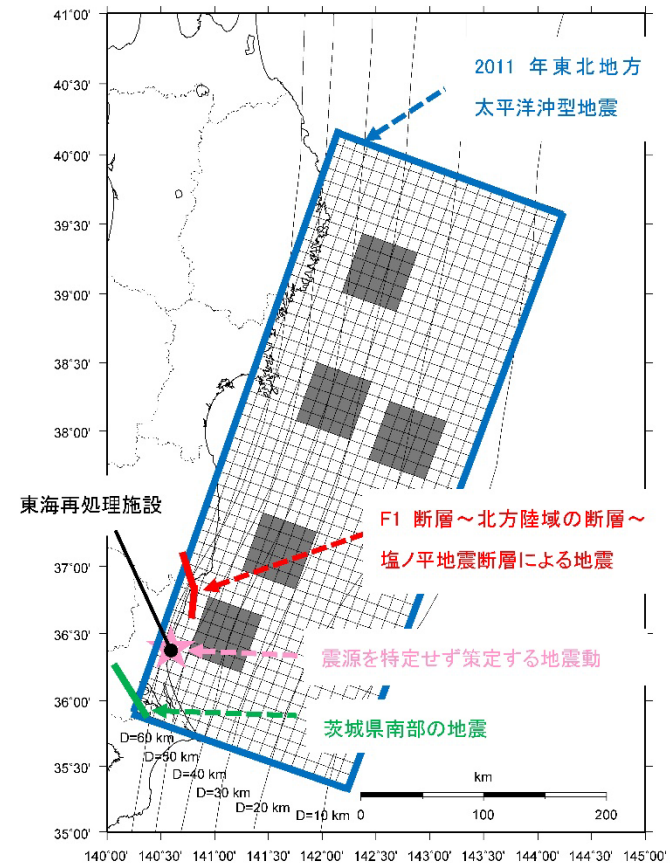 41°00'
40°30'
2011 年東北地方
太平洋沖型地震
40°00'
39°30'
39°00'
38°30'
38°00'
東海再処理施設
F1 断層～北方陸域の断層～
塩ノ平地震断層による地震
37°00'
36°30'
震源を特定せず策定する地震動
36°00'
茨城県南部の地震
D=60 km
D=50 km
D=40 km
D=30 km
D=20 km
D=10 km
35°30'
km
0 100 200
35°00'
140°00' 140°30' 141°00' 141°30' 142°00' 142°30' 143°00' 143°30' 144°00' 144°30' 145°00'